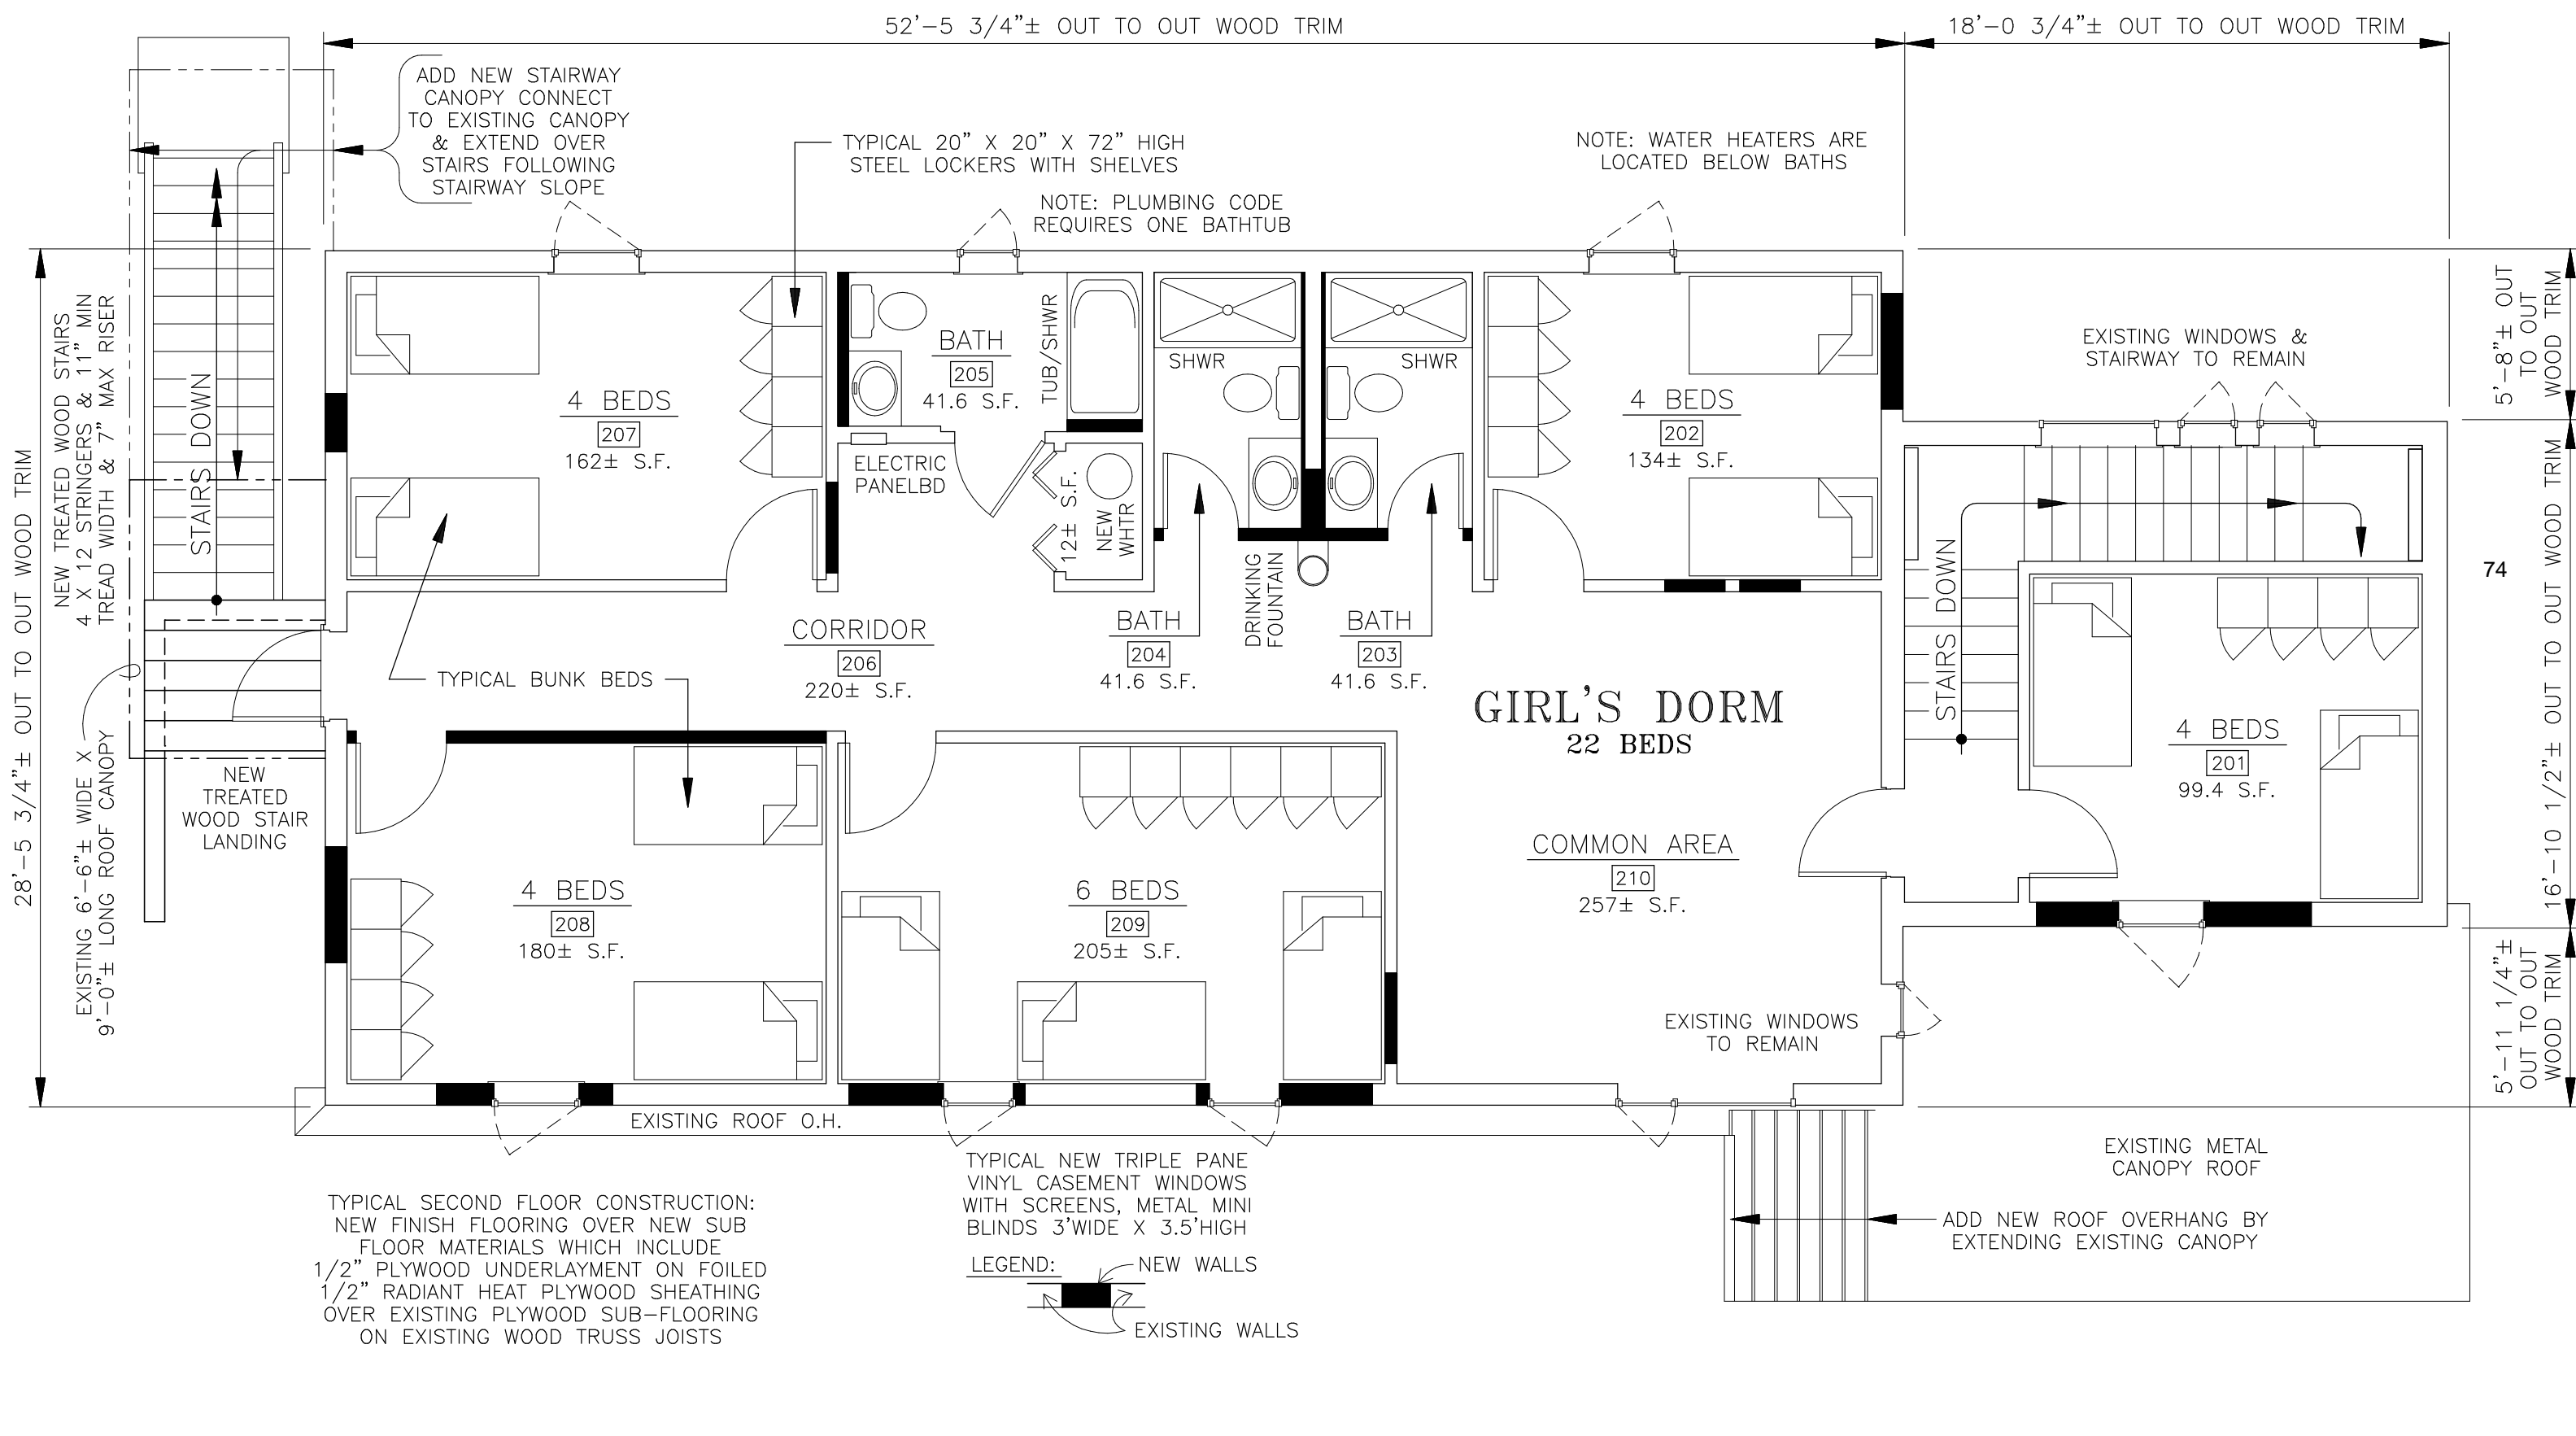 52'-5 3/4"± OUT TO OUT WOOD TRIM
18'-0 3/4"± OUT TO OUT WOOD TRIM
ADD NEW STAIRWAY
CANOPY CONNECT
TO EXISTING CANOPY
& EXTEND OVER
STAIRS FOLLOWING
STAIRWAY SLOPE
TYPICAL 20" X 20" X 72" HIGH
STEEL LOCKERS WITH SHELVES
NOTE: PLUMBING CODE
REQUIRES ONE BATHTUB
NOTE: WATER HEATERS ARE
LOCATED BELOW BATHS
28'-5 3/4"± OUT TO OUT WOOD TRIM
NEW TREATED WOOD STAIRS
4 X 12 STRINGERS & 11" MIN
TREAD WIDTH & 7" MAX RISER
STAIRS DOWN
4 BEDS
207
162± S.F.
BATH
205
41.6 S.F.
TUB/SHWR
ELECTRIC
PANELBD
12± S.F.
NEW
WHTR
SHWR
SHWR
4 BEDS
202
134± S.F.
EXISTING WINDOWS &
STAIRWAY TO REMAIN
5'-8"± OUT
TO OUT
WOOD TRIM
16'-10 1/2"± OUT TO OUT WOOD TRIM
74
5'-11 1/4"±
OUT TO OUT
WOOD TRIM
STAIRS DOWN
CORRIDOR
206
220± S.F.
TYPICAL BUNK BEDS
BATH
204
41.6 S.F.
DRINKING
FOUNTAIN
BATH
203
41.6 S.F.
GIRL'S DORM
22 BEDS
4 BEDS
201
99.4 S.F.
EXISTING 6'-6"± WIDE X
9'-0"± LONG ROOF CANOPY
NEW
TREATED
WOOD STAIR
LANDING
4 BEDS
208
180± S.F.
6 BEDS
209
205± S.F.
COMMON AREA
210
257± S.F.
EXISTING WINDOWS
TO REMAIN
EXISTING ROOF O.H.
TYPICAL SECOND FLOOR CONSTRUCTION:
NEW FINISH FLOORING OVER NEW SUB
FLOOR MATERIALS WHICH INCLUDE
1/2" PLYWOOD UNDERLAYMENT ON FOILED
1/2" RADIANT HEAT PLYWOOD SHEATHING
OVER EXISTING PLYWOOD SUB-FLOORING
ON EXISTING WOOD TRUSS JOISTS
TYPICAL NEW TRIPLE PANE
VINYL CASEMENT WINDOWS
WITH SCREENS, METAL MINI
BLINDS 3'WIDE X 3.5'HIGH
LEGEND:
NEW WALLS
EXISTING WALLS
EXISTING METAL
CANOPY ROOF
ADD NEW ROOF OVERHANG BY
EXTENDING EXISTING CANOPY